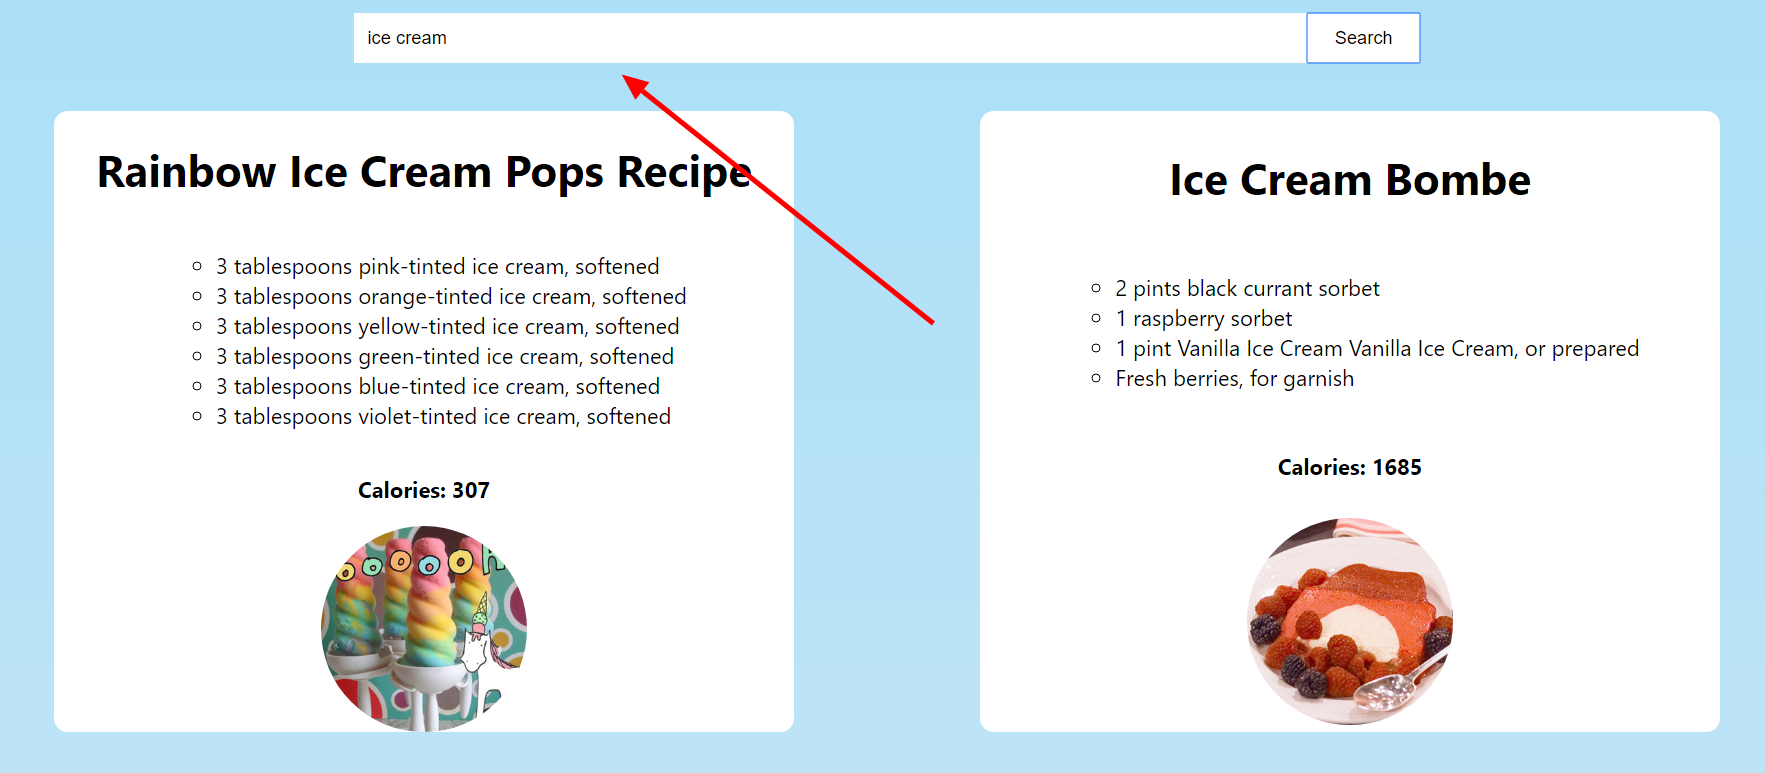 ice cream
Search
Rainbow Ice Cream Pops Recipe
3 tablespoons pink-tinted ice cream, softened
3 tablespoons orange-tinted ice cream, softened
3 tablespoons yellow-tinted ice cream, softened
3 tablespoons green-tinted ice cream, softened
3 tablespoons blue-tinted ice cream, softened
3 tablespoons violet-tinted ice cream, softened
Calories: 307
Ice Cream Bombe
2 pints black currant sorbet
1 raspberry sorbet
1 pint Vanilla Ice Cream Vanilla Ice Cream, or prepared
Fresh berries, for garnish
Calories: 1685